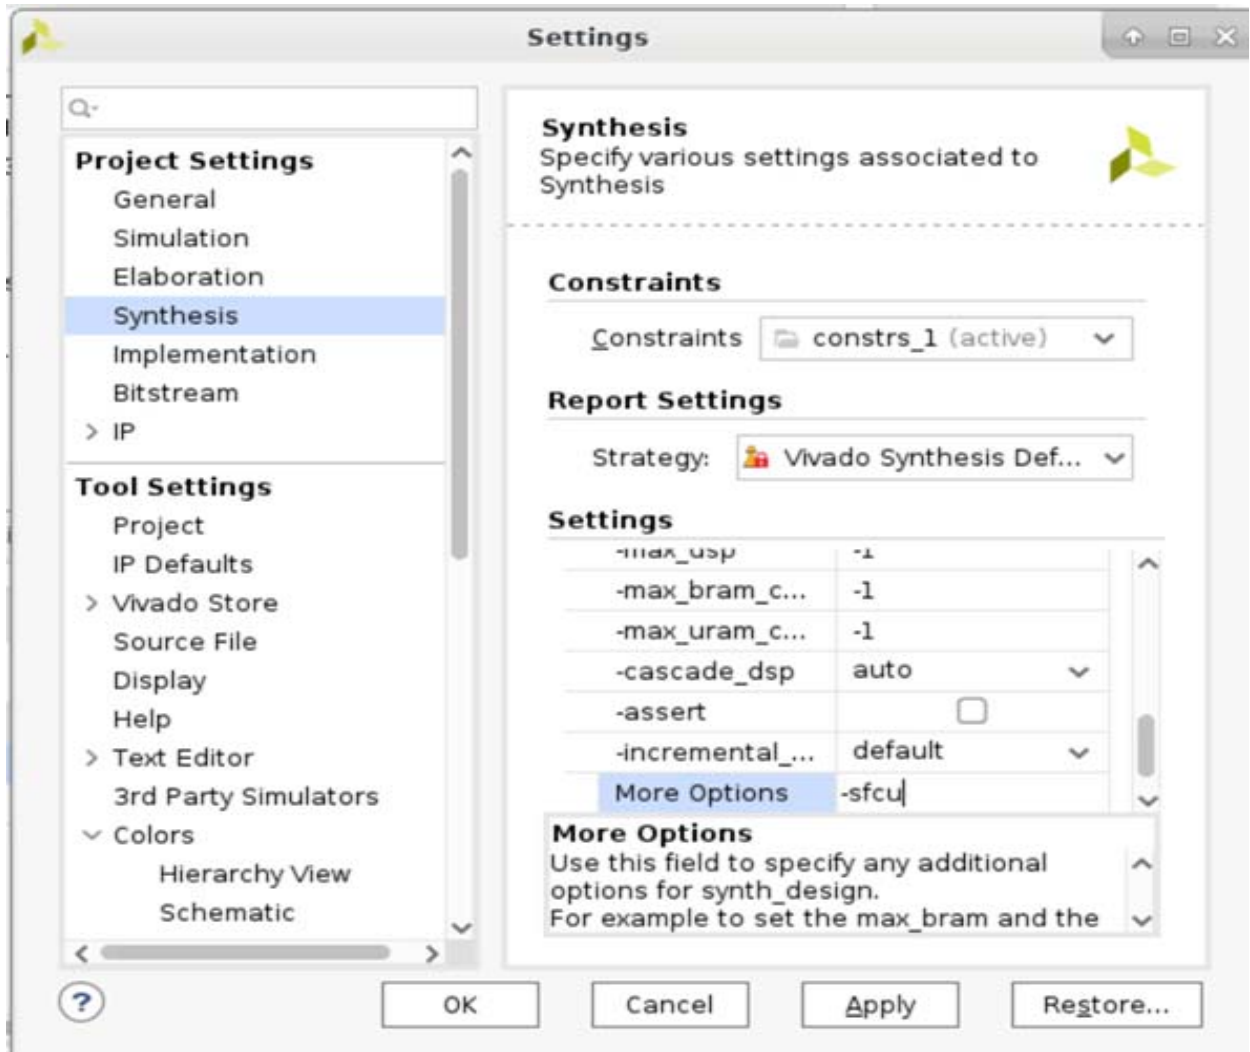 Settings
Project Settings
General
Simulation
Elaboration
Synthesis
Implementation
Bitstream
> IP
Tool Settings
Project
IP Defaults
> Vivado Store
Source File
Display
Help
> Text Editor
3rd Party Simulators
Colors
Hierarchy View
Schematic
Synthesis
Specify various settings associated to
Synthesis
Constraints
Constraints constrs_1 (active)
Report Settings
Strategy: Vivado Synthesis Def...
Settings
-max_dsp -1
-max_bram_c... -1
-max_uram_c... -1
-cascade_dsp auto
-assert
-incremental_... default
More Options -sfcu
More Options
Use this field to specify any additional
options for synth_design.
For example to set the max_bram and the
? OK Cancel Apply Restore...